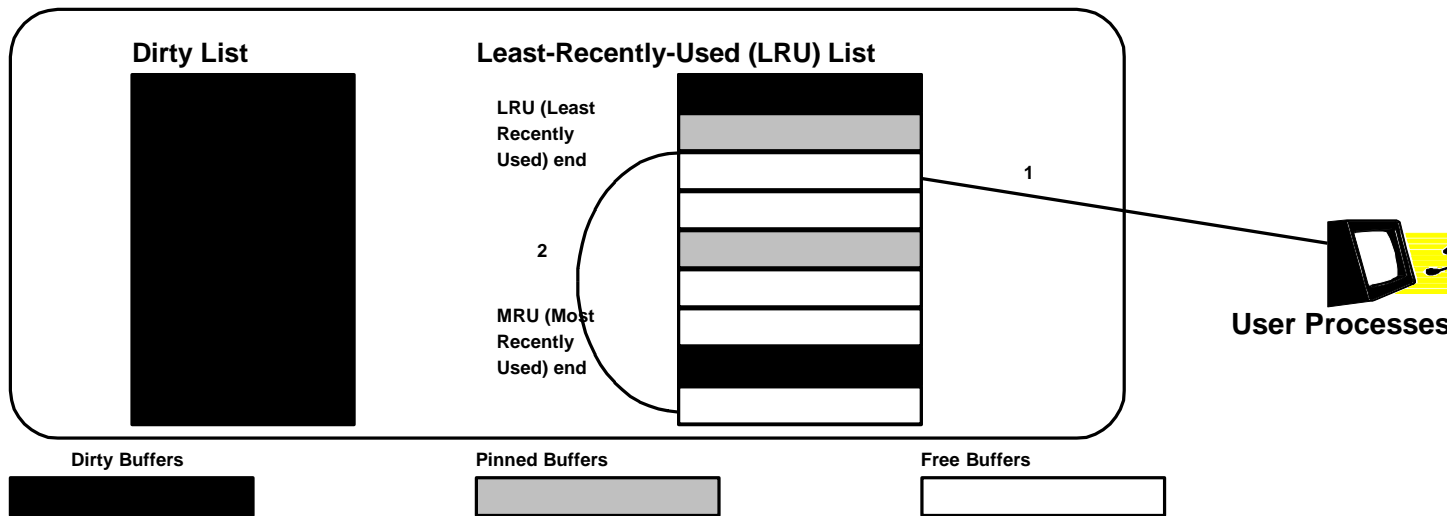 Dirty List
Least-Recently-Used (LRU) List
LRU (Least
Recently
Used) end
1
2
MRU (Most
Recently
Used) end
User Processes
Dirty Buffers
Pinned Buffers
Free Buffers